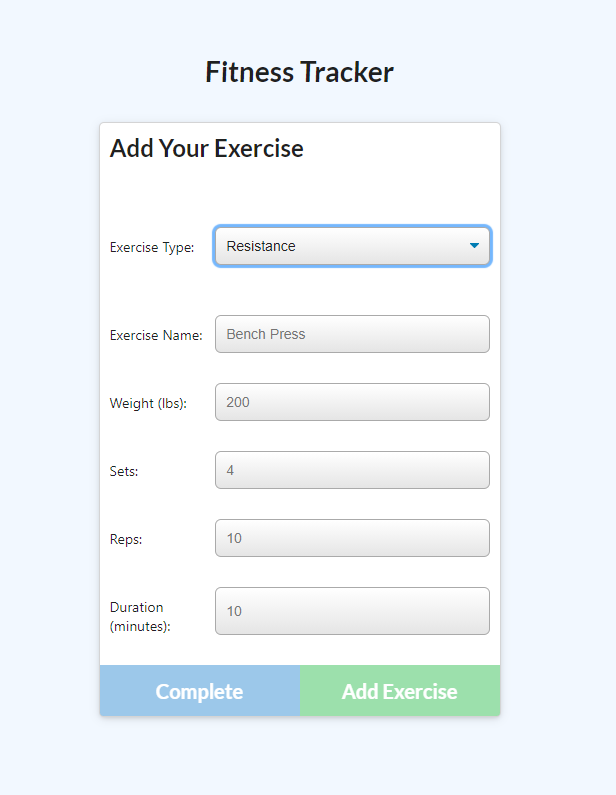 Fitness Tracker
Add Your Exercise
Exercise Type: Resistance
Exercise Name: Bench Press
Weight (lbs): 200
Sets: 4
Reps: 10
Duration
(minutes): 10
Complete Add Exercise